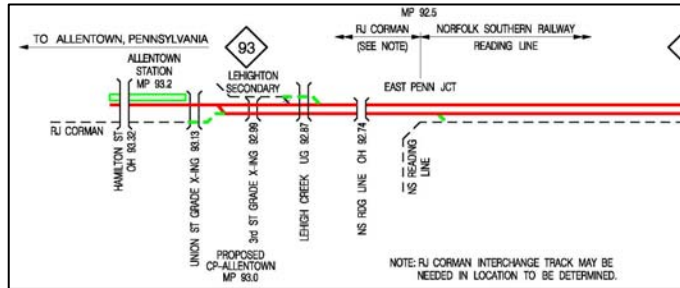 MP 92.5
RJ CORMAN
(SEE NOTE)
NORFOLK SOUTHERN RAILWAY
READING LINE
TO ALLENTOWN, PENNSYLVANIA
93
ALLENTOWN
STATION
MP 93.2
LEHIGHTON
SECONDARY
EAST PENN JCT
RJ CORMAN
HAMILTON ST
OH 93.32
UNION ST GRADE X-ING 93.13
3rd ST GRADE X-ING 92.99
LEHIGH CREEK UG 92.87
NS RDG LINE OH 92.74
NS READING
LINE
PROPOSED
CP-ALLENTOWN
MP 93.0
NOTE: RJ CORMAN INTERCHANGE TRACK MAY BE
NEEDED IN LOCATION TO BE DETERMINED.